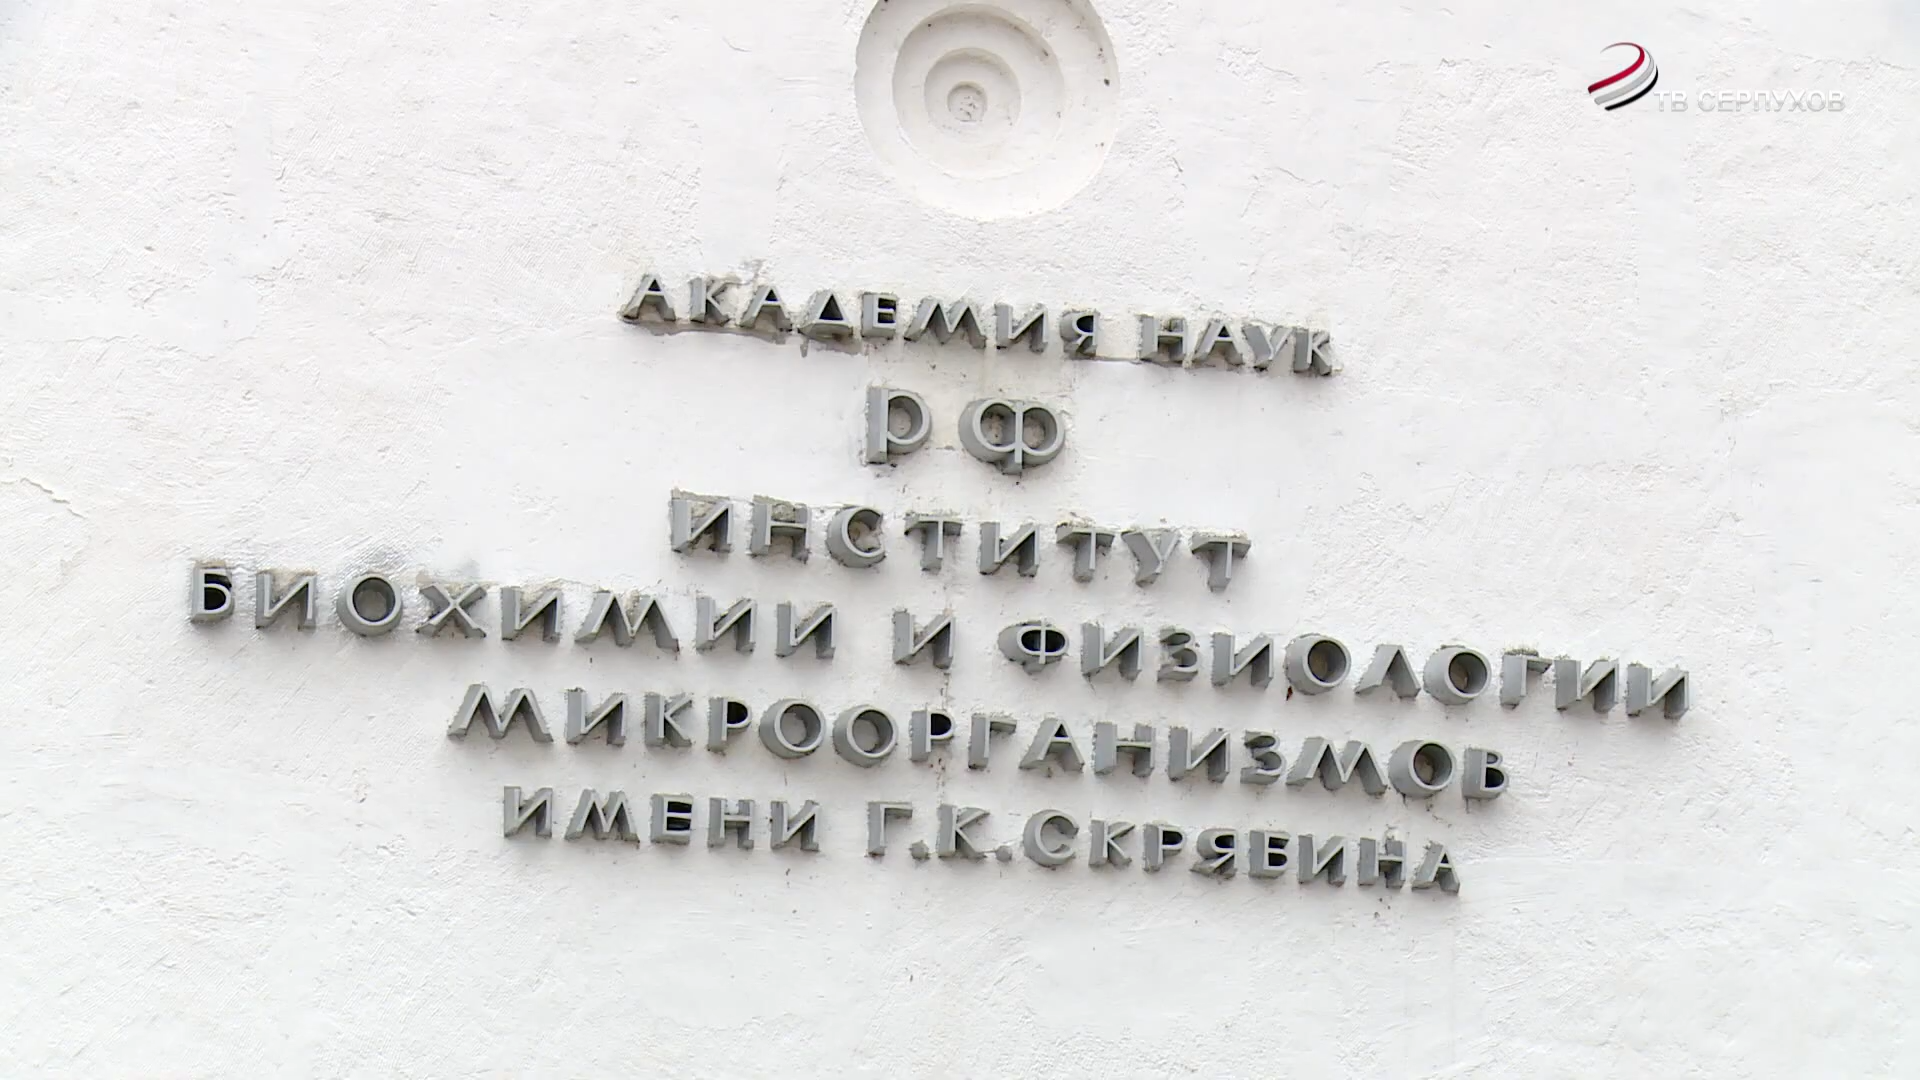 ТВ СЕРПУХОВ
АКАДЕМИЯ НАУК
РФ
ИНСТИТУТ
БИОХИМИИ И ФИЗИОЛОГИИ
МИКРООРГАНИЗМОВ
ИМЕНИ Г.К.СКРЯБИНА